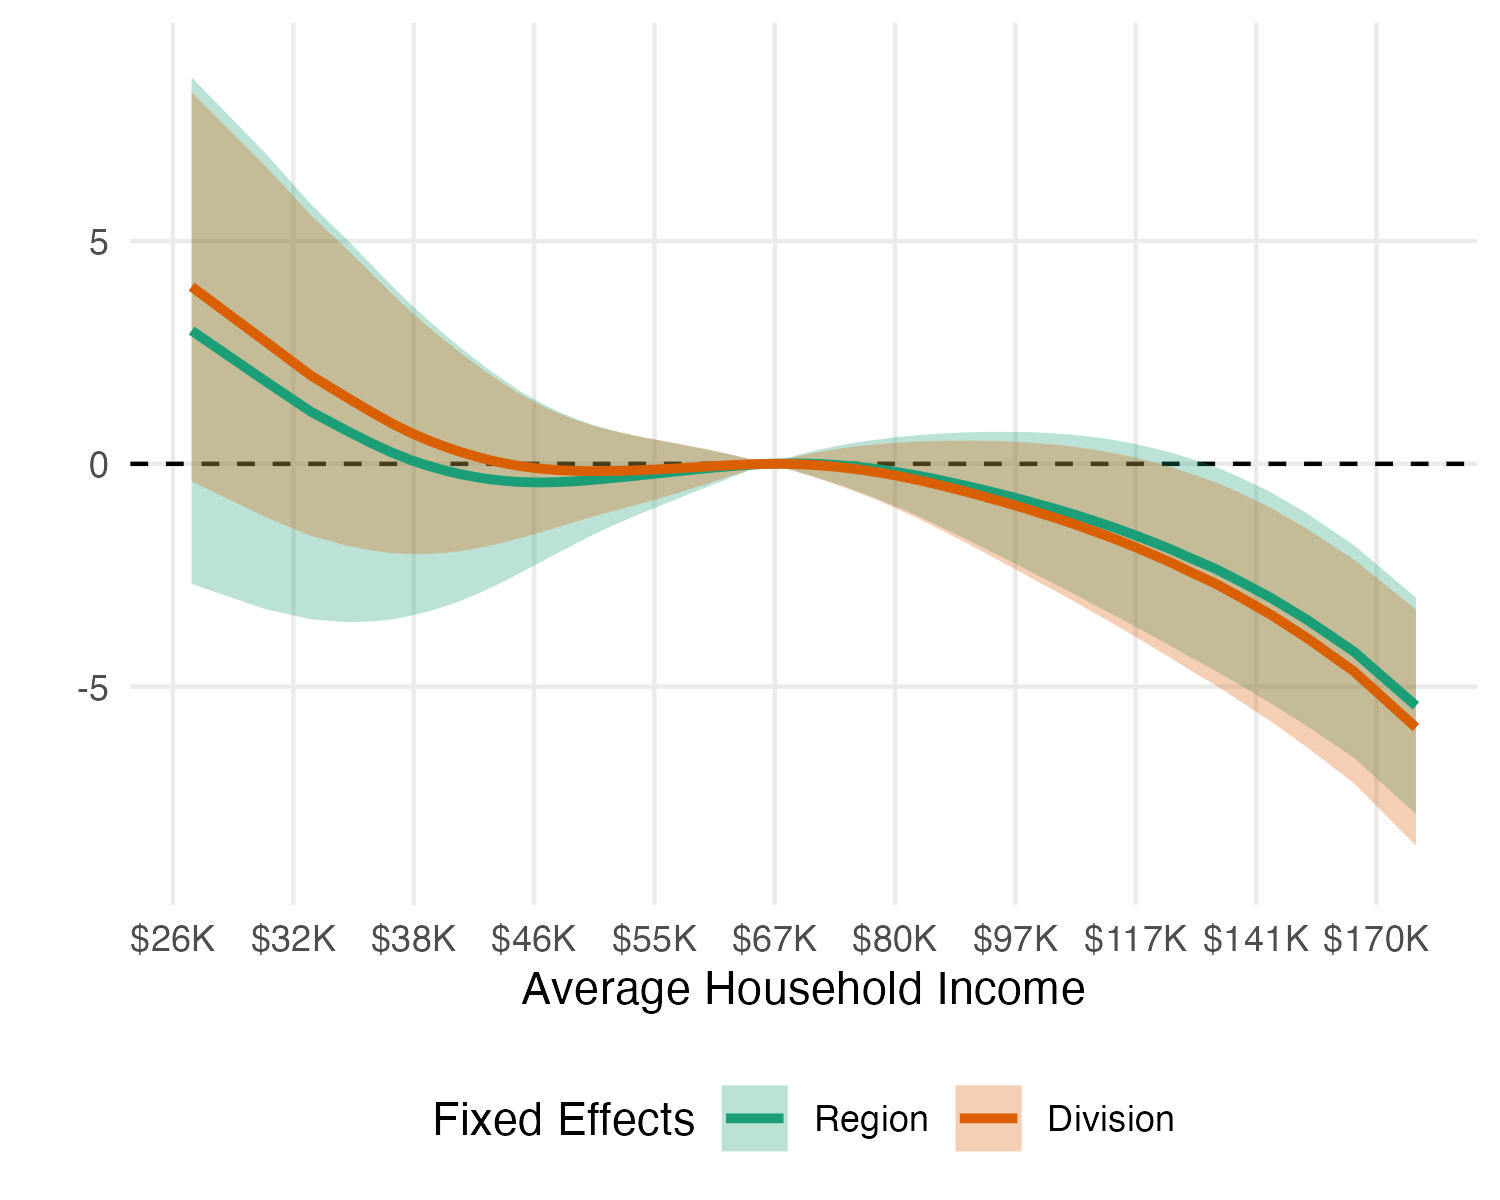 5
0
-5
$26K $32K $38K $46K $55K $67K $80K $97K $117K $141K $170K
Average Household Income
Fixed Effects Region Division